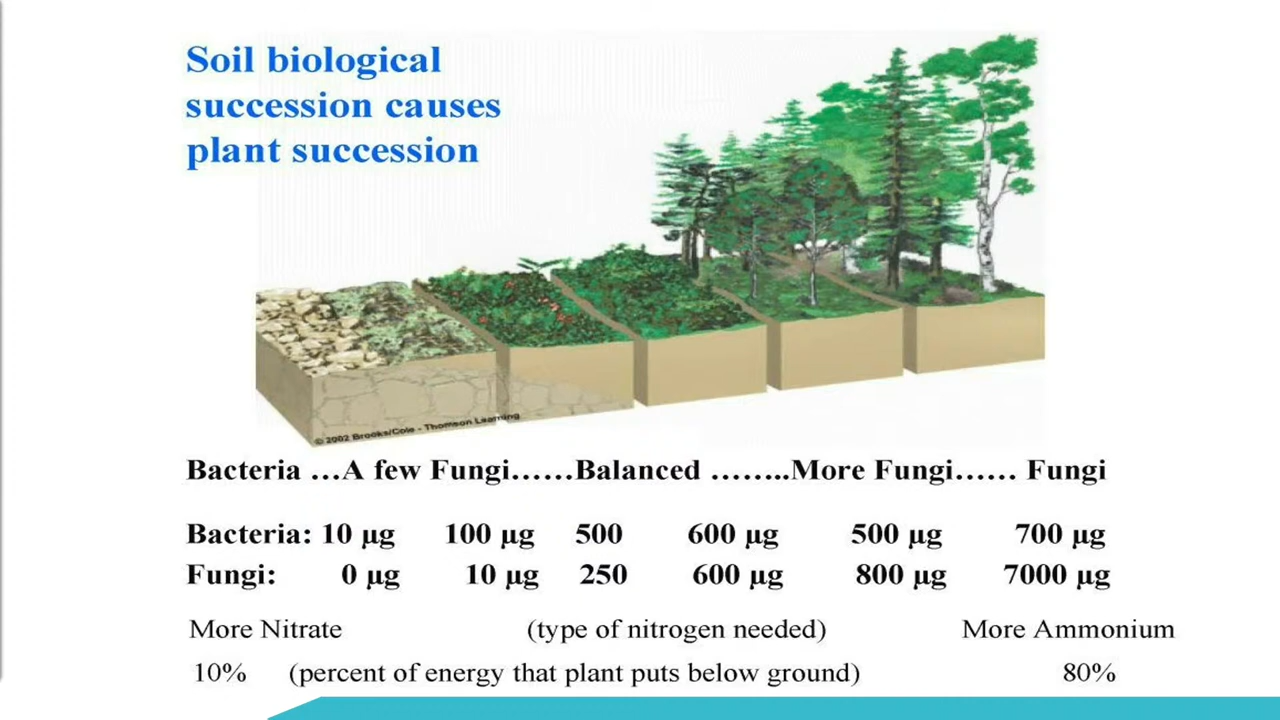 Soil biological
succession causes
plant succession
© 2002 Brooks/Cole - Thomson Learning
Bacteria …A few Fungi……Balanced ……..More Fungi…… Fungi
Bacteria: 10 µg 100 µg 500 600 µg 500 µg 700 µg
Fungi: 0 µg 10 µg 250 600 µg 800 µg 7000 µg
More Nitrate (type of nitrogen needed) More Ammonium
10% (percent of energy that plant puts below ground) 80%